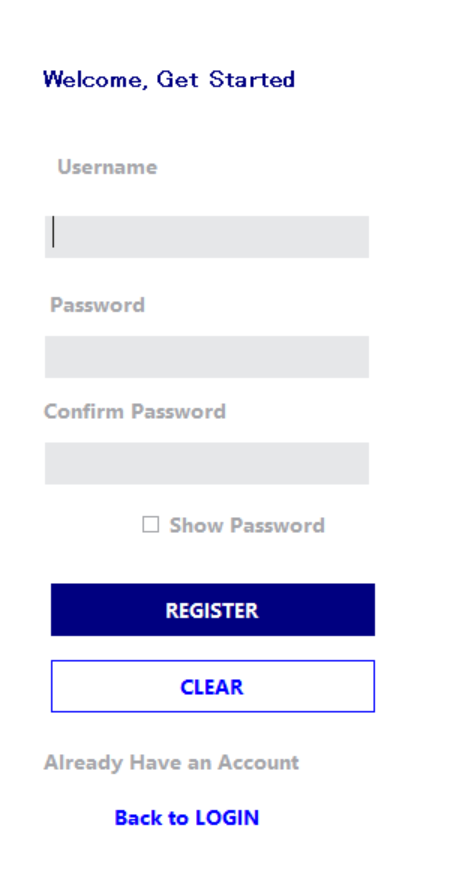 Welcome, Get Started
Username
Password
Confirm Password
Show Password
REGISTER
CLEAR
Already Have an Account
Back to LOGIN